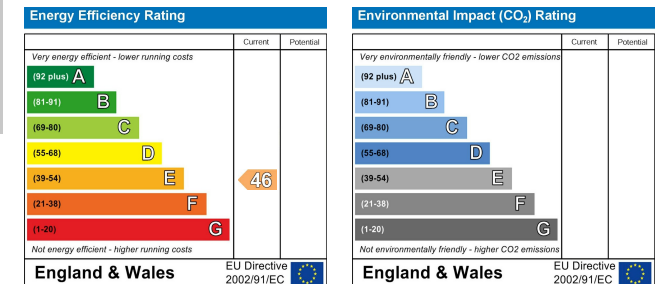 Energy Efficiency Rating
Current Potential
Very energy efficient - lower running costs
(92 plus) A
(81-91) B
(69-80) C
(55-68) D
(39-54) E 46
(21-38) F
(1-20) G
Not energy efficient - higher running costs
England & Wales
EU Directive
2002/91/EC
Environmental Impact (CO₂) Rating
Current Potential
Very environmentally friendly - lower CO2 emissions
(92 plus) A
(81-91) B
(69-80) C
(55-68) D
(39-54) E
(21-38) F
(1-20) G
Not environmentally friendly - higher CO2 emissions
England & Wales
EU Directive
2002/91/EC